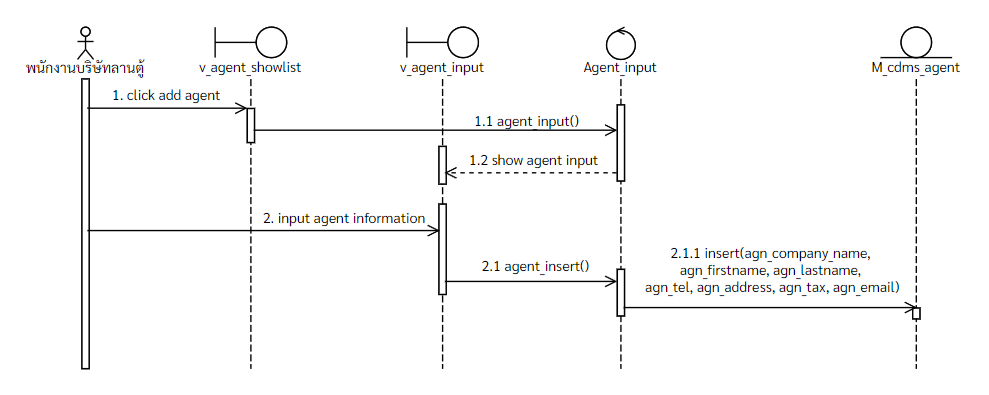 พนักงานบริษัทลานตู้
v_agent_showlist
v_agent_input
Agent_input
M_cdms_agent
1. click add agent
1.1 agent_input()
1.2 show agent input
2. input agent information
2.1 agent_insert()
2.1.1 insert(agn_company_name,
agn_firstname, agn_lastname,
agn_tel, agn_address, agn_tax, agn_email)